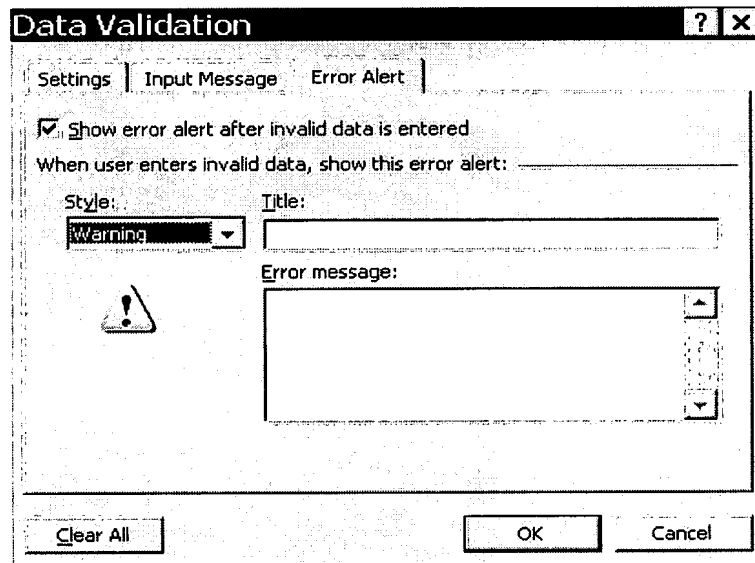 Data Validation ? X
Settings Input Message Error Alert
Show error alert after invalid data is entered
When user enters invalid data, show this error alert:
Style: Title:
Warning
Error message:
Clear All OK Cancel